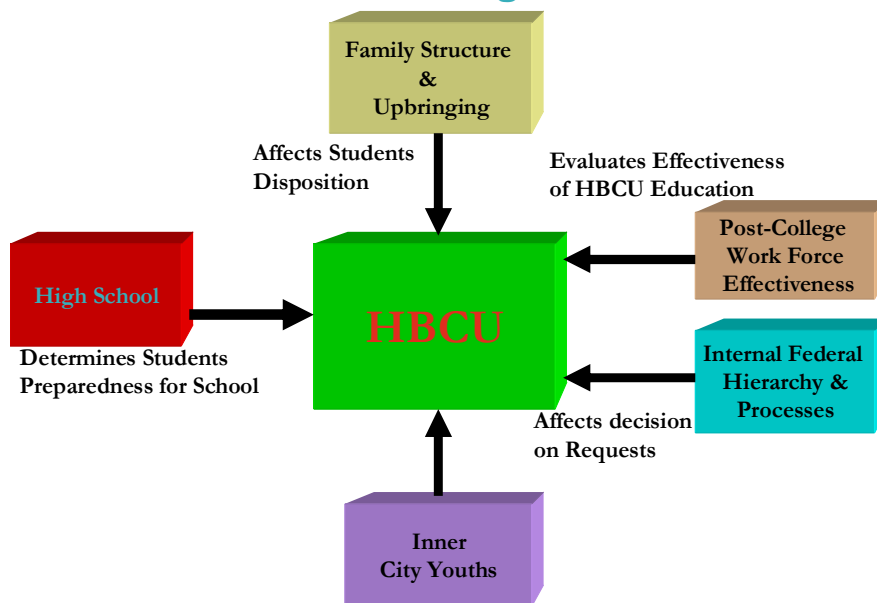 Family Structure
&
Upbringing
Affects Students
Disposition
Evaluates Effectiveness
of HBCU Education
Post-College
Work Force
Effectiveness
High School
HBCU
Determines Students
Preparedness for School
Internal Federal
Hierarchy &
Processes
Affects decision
on Requests
Inner
City Youths